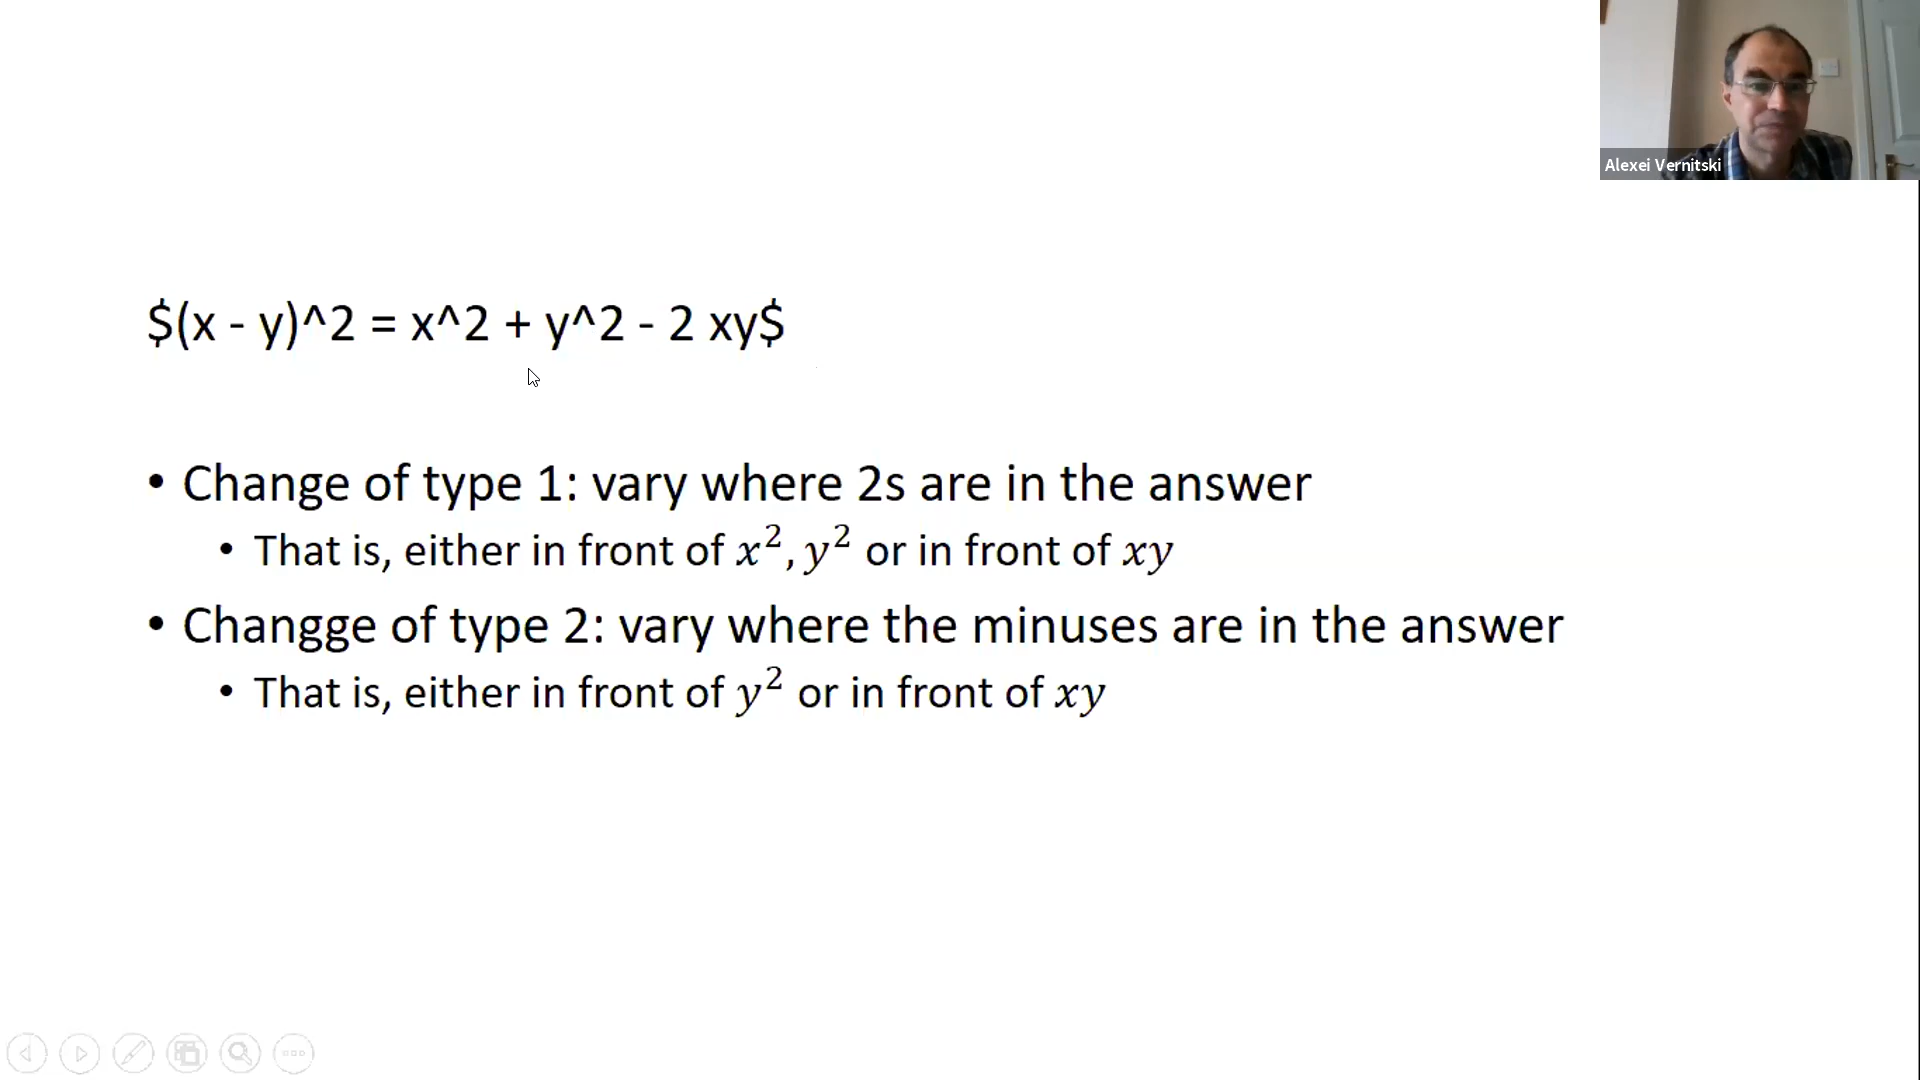 Alexei Vernitski
$(x - y)^2 = x^2 + y^2 - 2 xy$
• Change of type 1: vary where 2s are in the answer
• That is, either in front of x², y² or in front of xy
• Changge of type 2: vary where the minuses are in the answer
• That is, either in front of y² or in front of xy